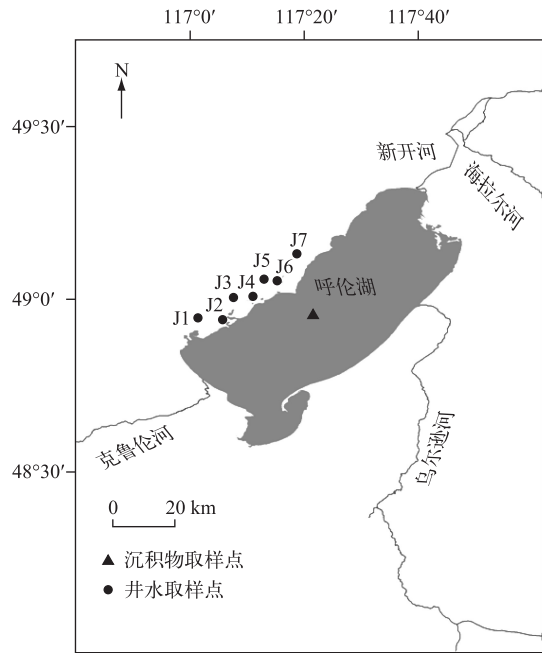 117°0′ 117°20′ 117°40′
N
49°30′
新开河
海拉尔河
J7
J5 J6
J3 J4
呼伦湖
49°0′
J1 J2
克鲁伦河
乌尔逊河
48°30′
0 20 km
▲ 沉积物取样点
● 井水取样点